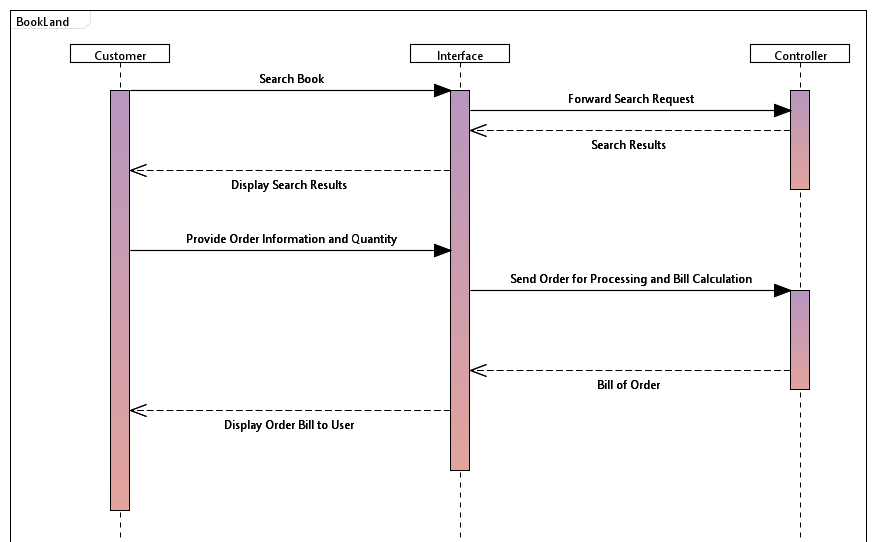 BookLand
Customer
Interface
Controller
Search Book
Forward Search Request
Search Results
Display Search Results
Provide Order Information and Quantity
Send Order for Processing and Bill Calculation
Bill of Order
Display Order Bill to User